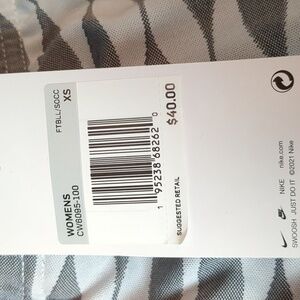 FTBLL/SOCC
XS
WOMENS
CW6095-100
1 95238 68262 0
SUGGESTED RETAIL
$40.00
NIKE nike.com
SWOOSH JUST DO IT ©2021 Nike